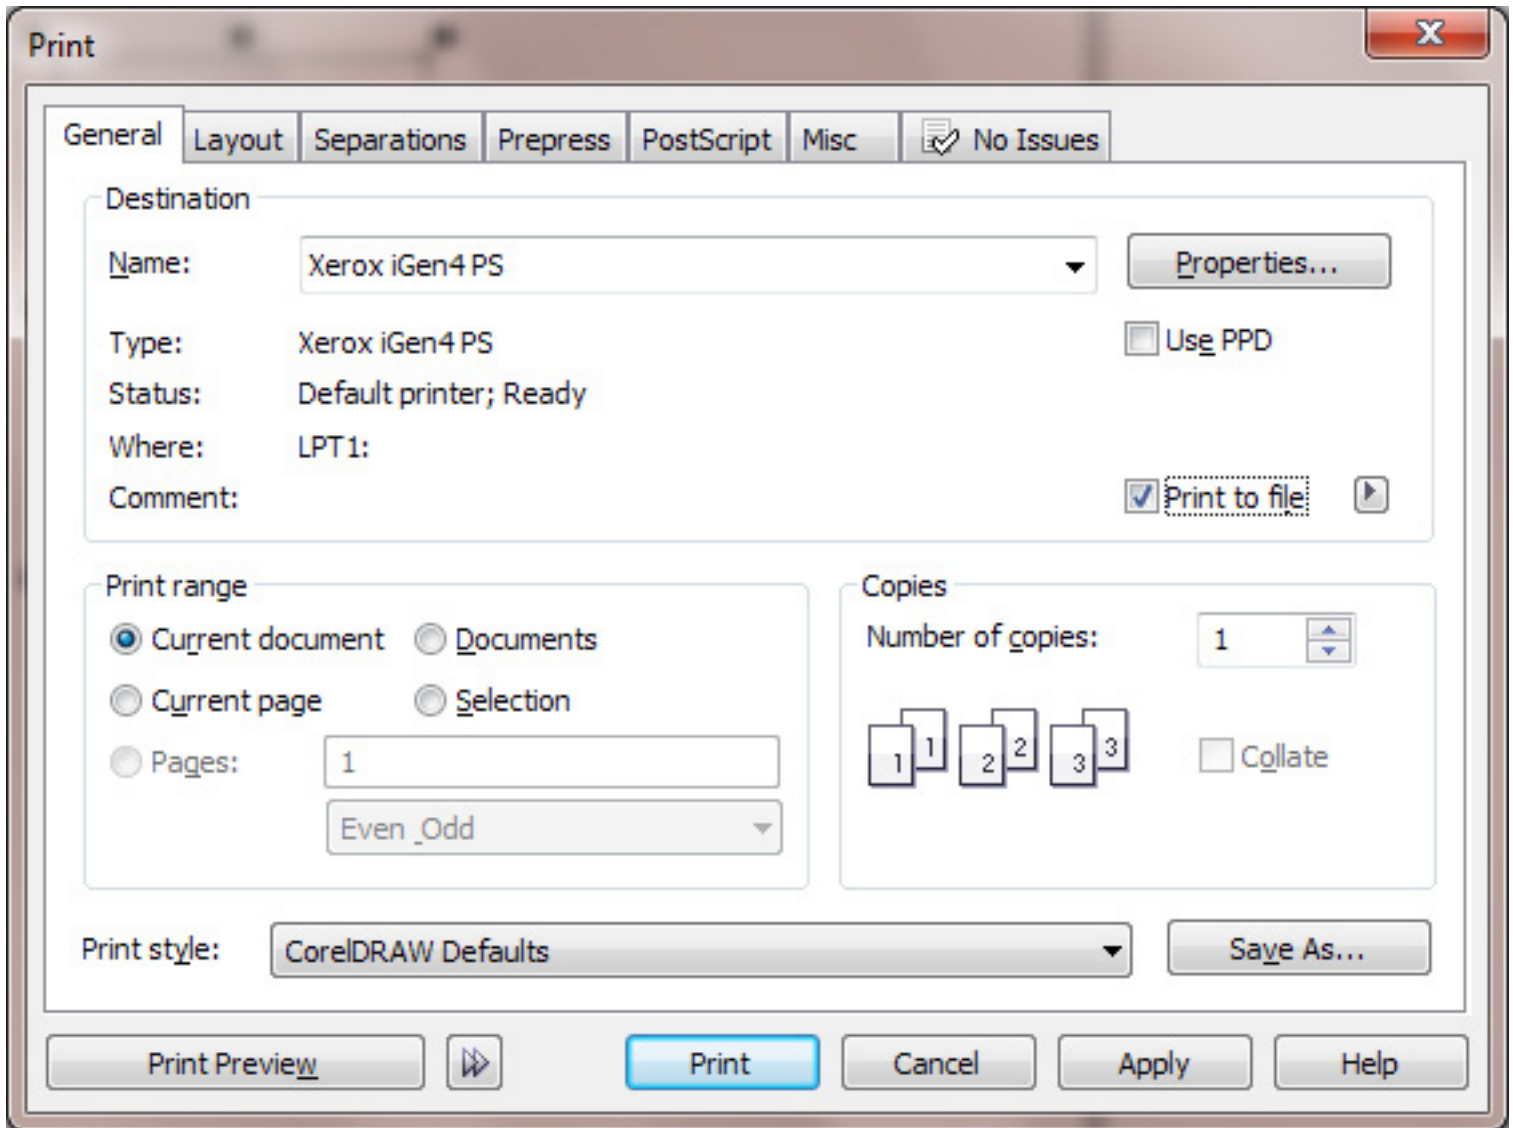 Print
General Layout Separations Prepress PostScript Misc No Issues
Destination
Name: Xerox iGen4 PS Properties...
Type: Xerox iGen4 PS Use PPD
Status: Default printer; Ready
Where: LPT1:
Comment: Print to file
Print range Copies
Current document Documents Number of copies: 1
Current page Selection
1 1 2 2 3 3 Collate
Pages: 1
Even _Odd
Print style: CorelDRAW Defaults Save As...
Print Preview Print Cancel Apply Help